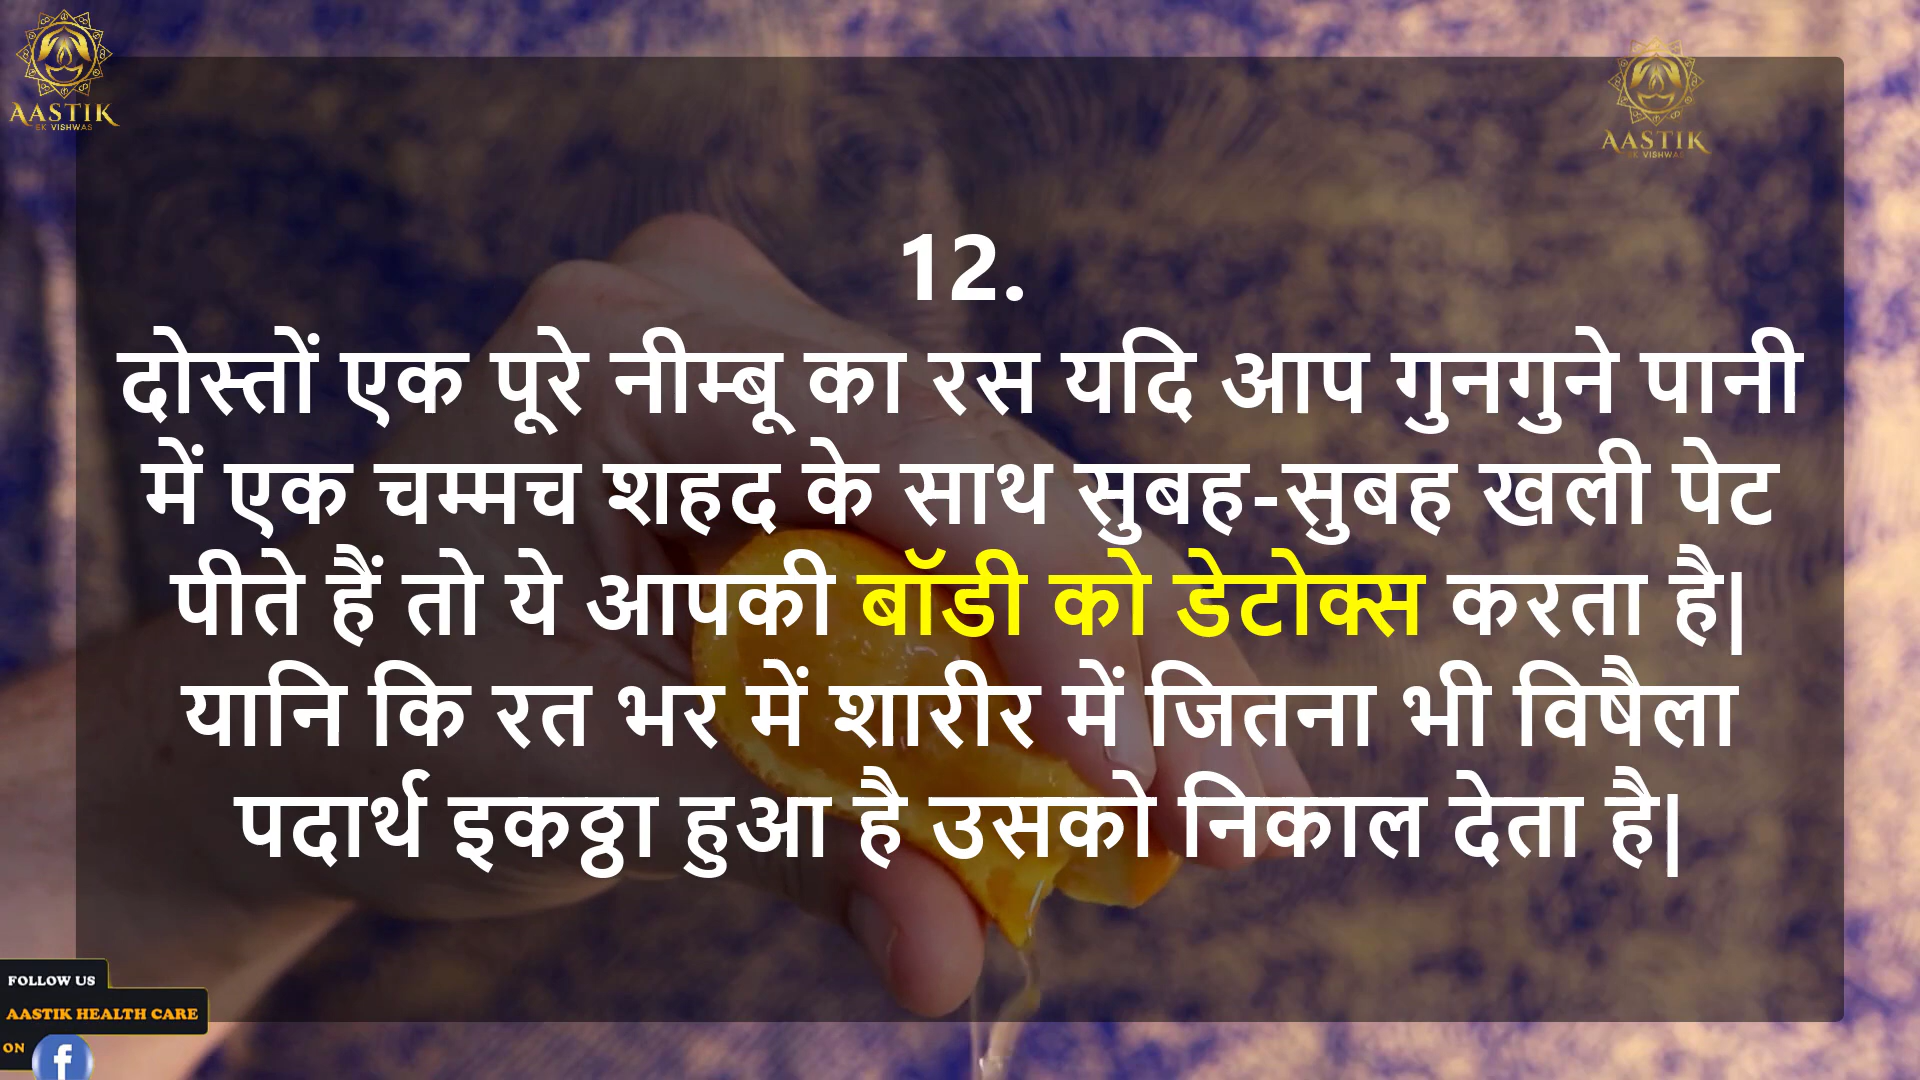 AASTIK
EK VISHWAS
AASTIK
EK VISHWAS
12.
दोस्तों एक पूरे नीम्बू का रस यदि आप गुनगुने पानी
में एक चम्मच शहद के साथ सुबह-सुबह खली पेट
पीते हैं तो ये आपकी बॉडी को डेटोक्स करता है|
यानि कि रत भर में शारीर में जितना भी विषैला
पदार्थ इकठ्ठा हुआ है उसको निकाल देता है|
FOLLOW US
AASTIK HEALTH CARE
ON
f